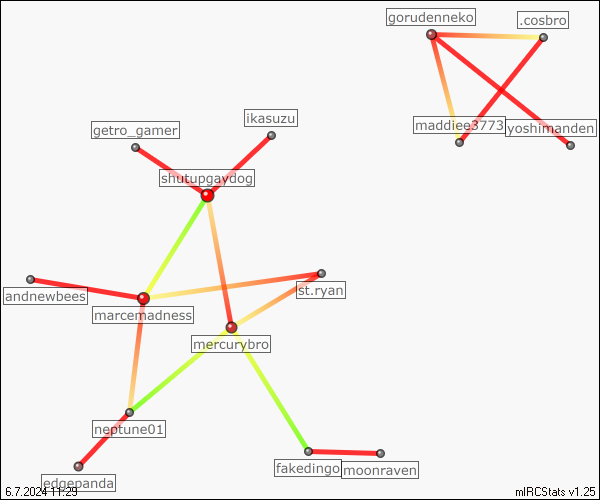 gorudenneko
.cosbro
ikasuzu
getro_gamer
maddiee3773
yoshimanden
shutupgaydog
andnewbees
st.ryan
marcemadness
mercurybro
neptune01
fakedingo
moonraven
edgepanda
6.7.2024 11:29
mIRCStats v1.25